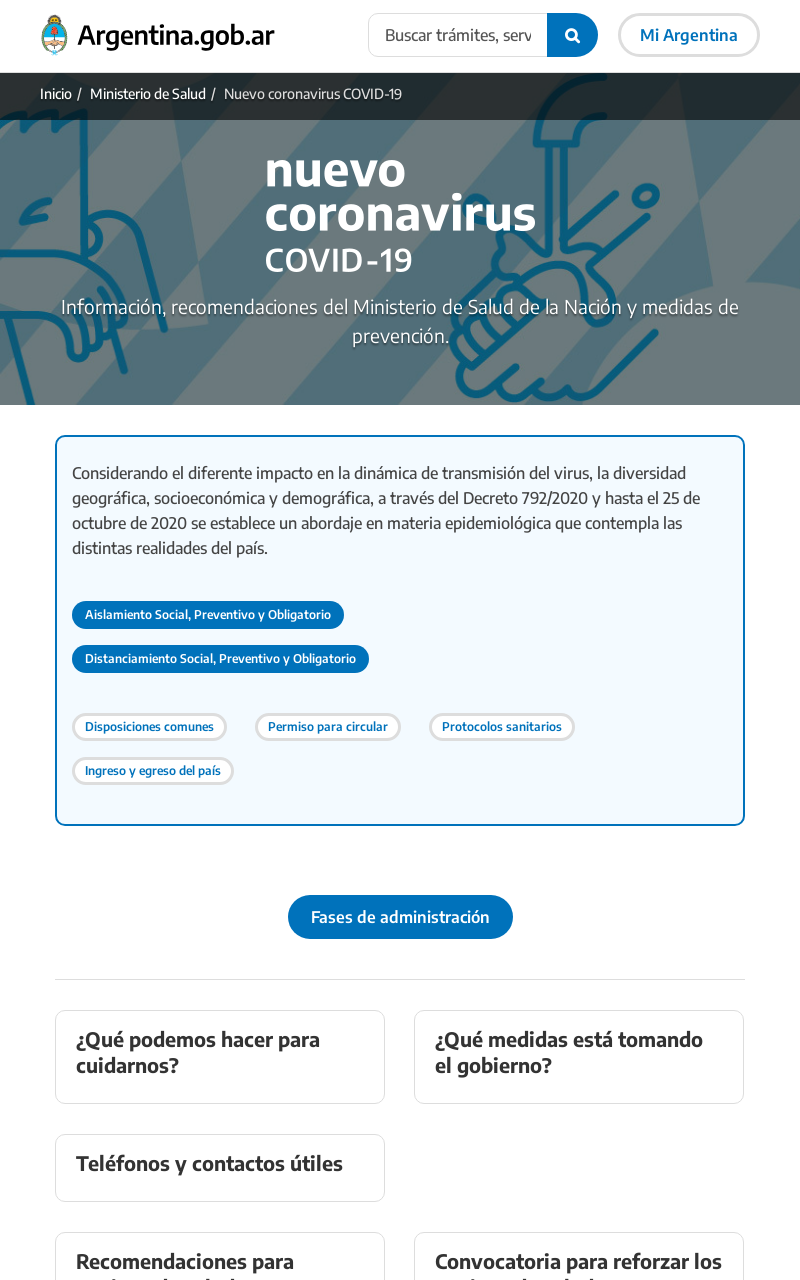 Argentina.gob.ar
Buscar trámites, serv
Mi Argentina
Inicio / Ministerio de Salud / Nuevo coronavirus COVID-19
nuevo
coronavirus
COVID-19
Información, recomendaciones del Ministerio de Salud de la Nación y medidas de
prevención.
Considerando el diferente impacto en la dinámica de transmisión del virus, la diversidad
geográfica, socioeconómica y demográfica, a través del Decreto 792/2020 y hasta el 25 de
octubre de 2020 se establece un abordaje en materia epidemiológica que contempla las
distintas realidades del país.
Aislamiento Social, Preventivo y Obligatorio
Distanciamiento Social, Preventivo y Obligatorio
Disposiciones comunes
Permiso para circular
Protocolos sanitarios
Ingreso y egreso del país
Fases de administración
¿Qué podemos hacer para
cuidarnos?
¿Qué medidas está tomando
el gobierno?
Teléfonos y contactos útiles
Recomendaciones para
Convocatoria para reforzar los